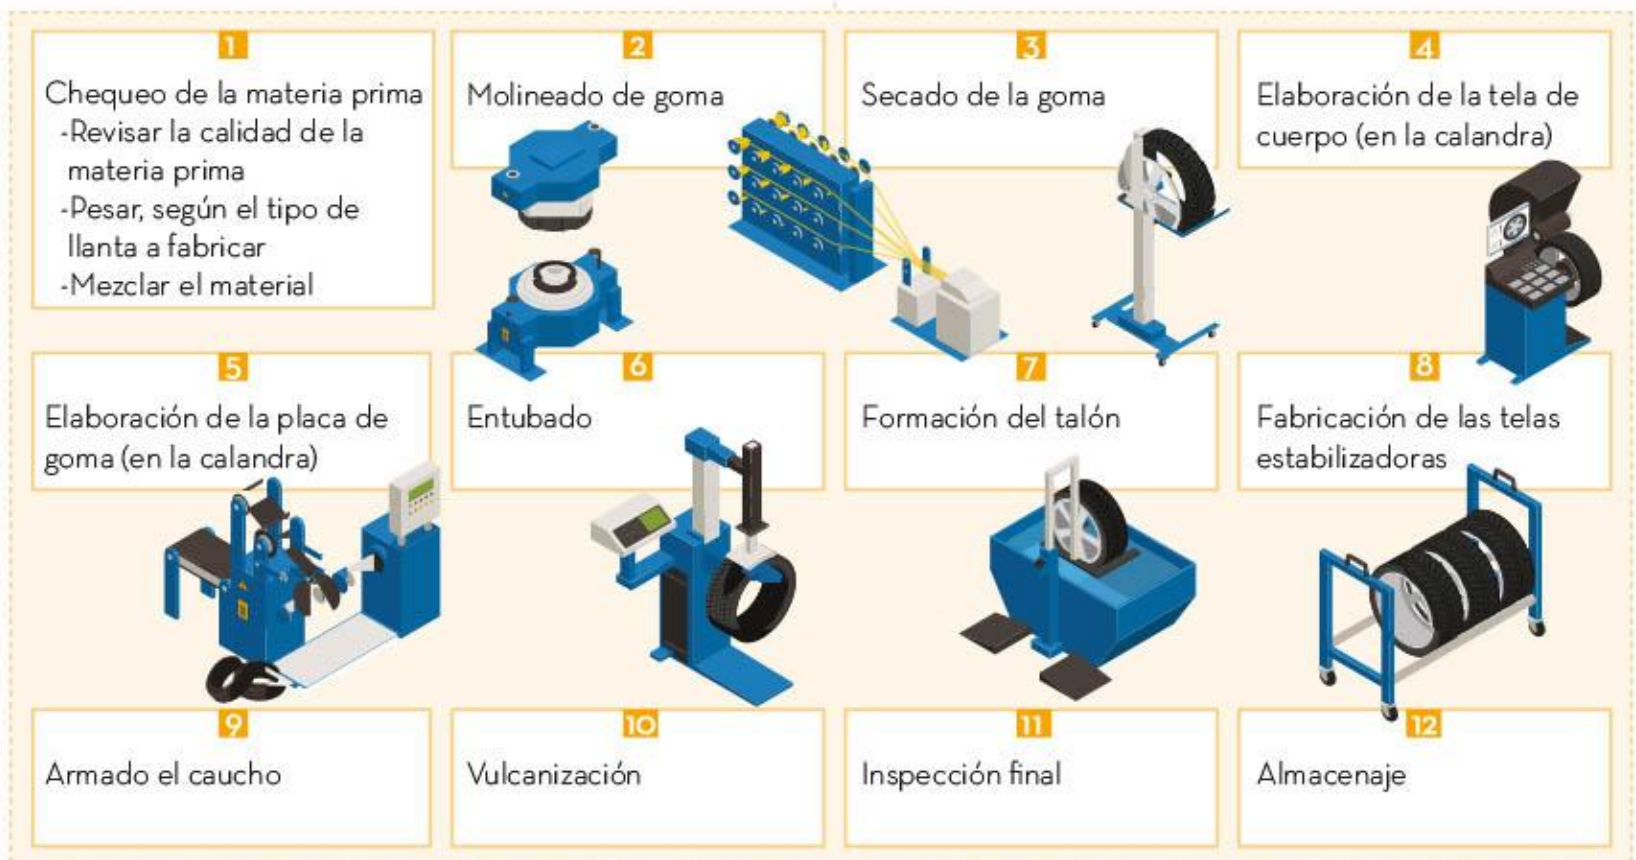 1
Chequeo de la materia prima
-Revisar la calidad de la
materia prima
-Pesar, según el tipo de
llanta a fabricar
-Mezclar el material
2
Molineado de goma
3
Secado de la goma
4
Elaboración de la tela de
cuerpo (en la calandra)
5
Elaboración de la placa de
goma (en la calandra)
6
Entubado
7
Formación del talón
8
Fabricación de las telas
estabilizadoras
9
Armado el caucho
10
Vulcanización
11
Inspección final
12
Almacenaje